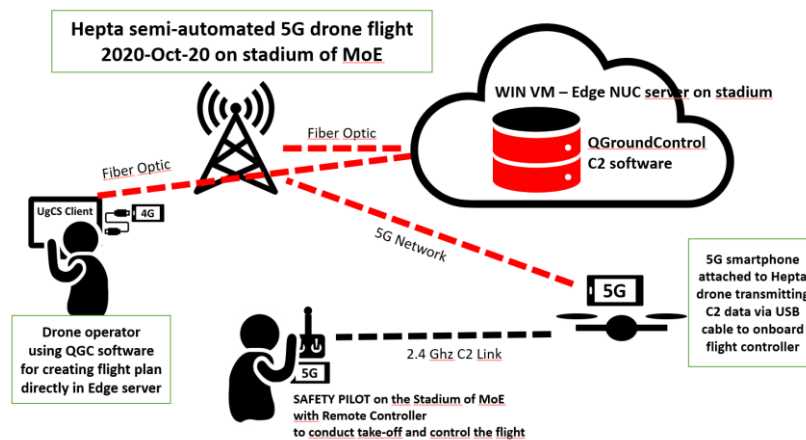 Hepta semi-automated 5G drone flight
2020-Oct-20 on stadium of MoE
WIN VM – Edge NUC server on stadium
QGroundControl
C2 software
Fiber Optic
Fiber Optic
UgCS Client
4G
5G Network
5G
5G smartphone
attached to Hepta
drone transmitting
C2 data via USB
cable to onboard
flight controller
Drone operator
using QGC software
for creating flight plan
directly in Edge server
2.4 Ghz C2 Link
5G
SAFETY PILOT on the Stadium of MoE
with Remote Controller
to conduct take-off and control the flight